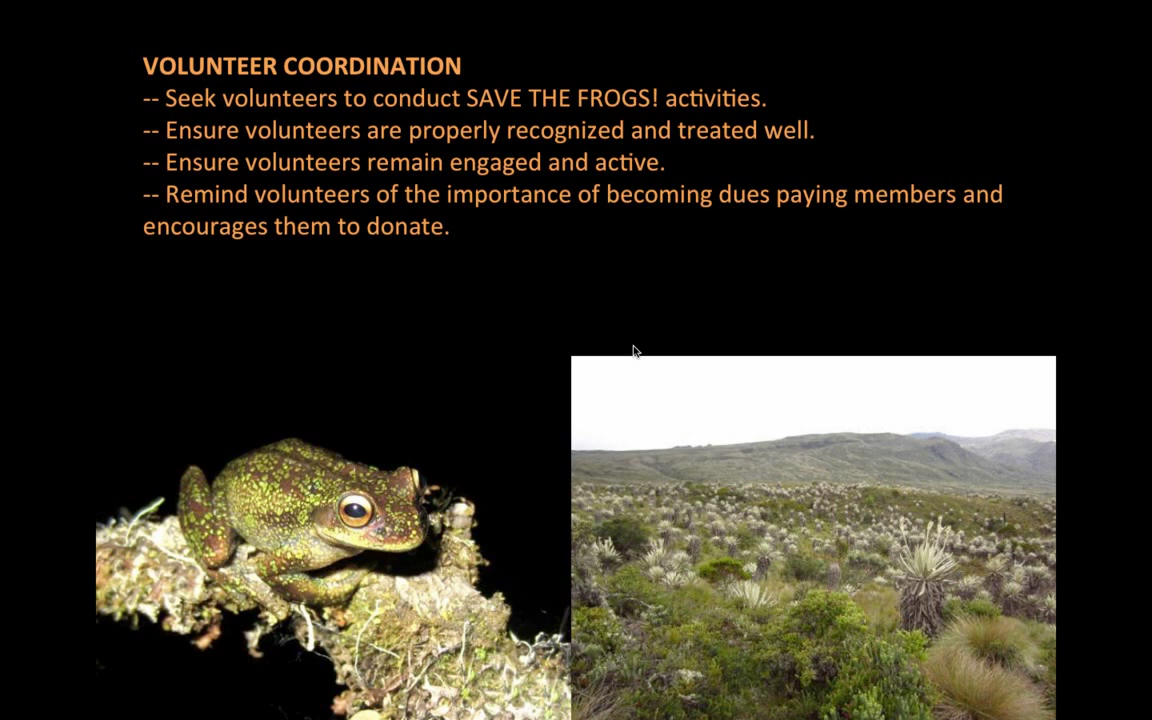 VOLUNTEER COORDINATION
-- Seek volunteers to conduct SAVE THE FROGS! activities.
-- Ensure volunteers are properly recognized and treated well.
-- Ensure volunteers remain engaged and active.
-- Remind volunteers of the importance of becoming dues paying members and
encourages them to donate.